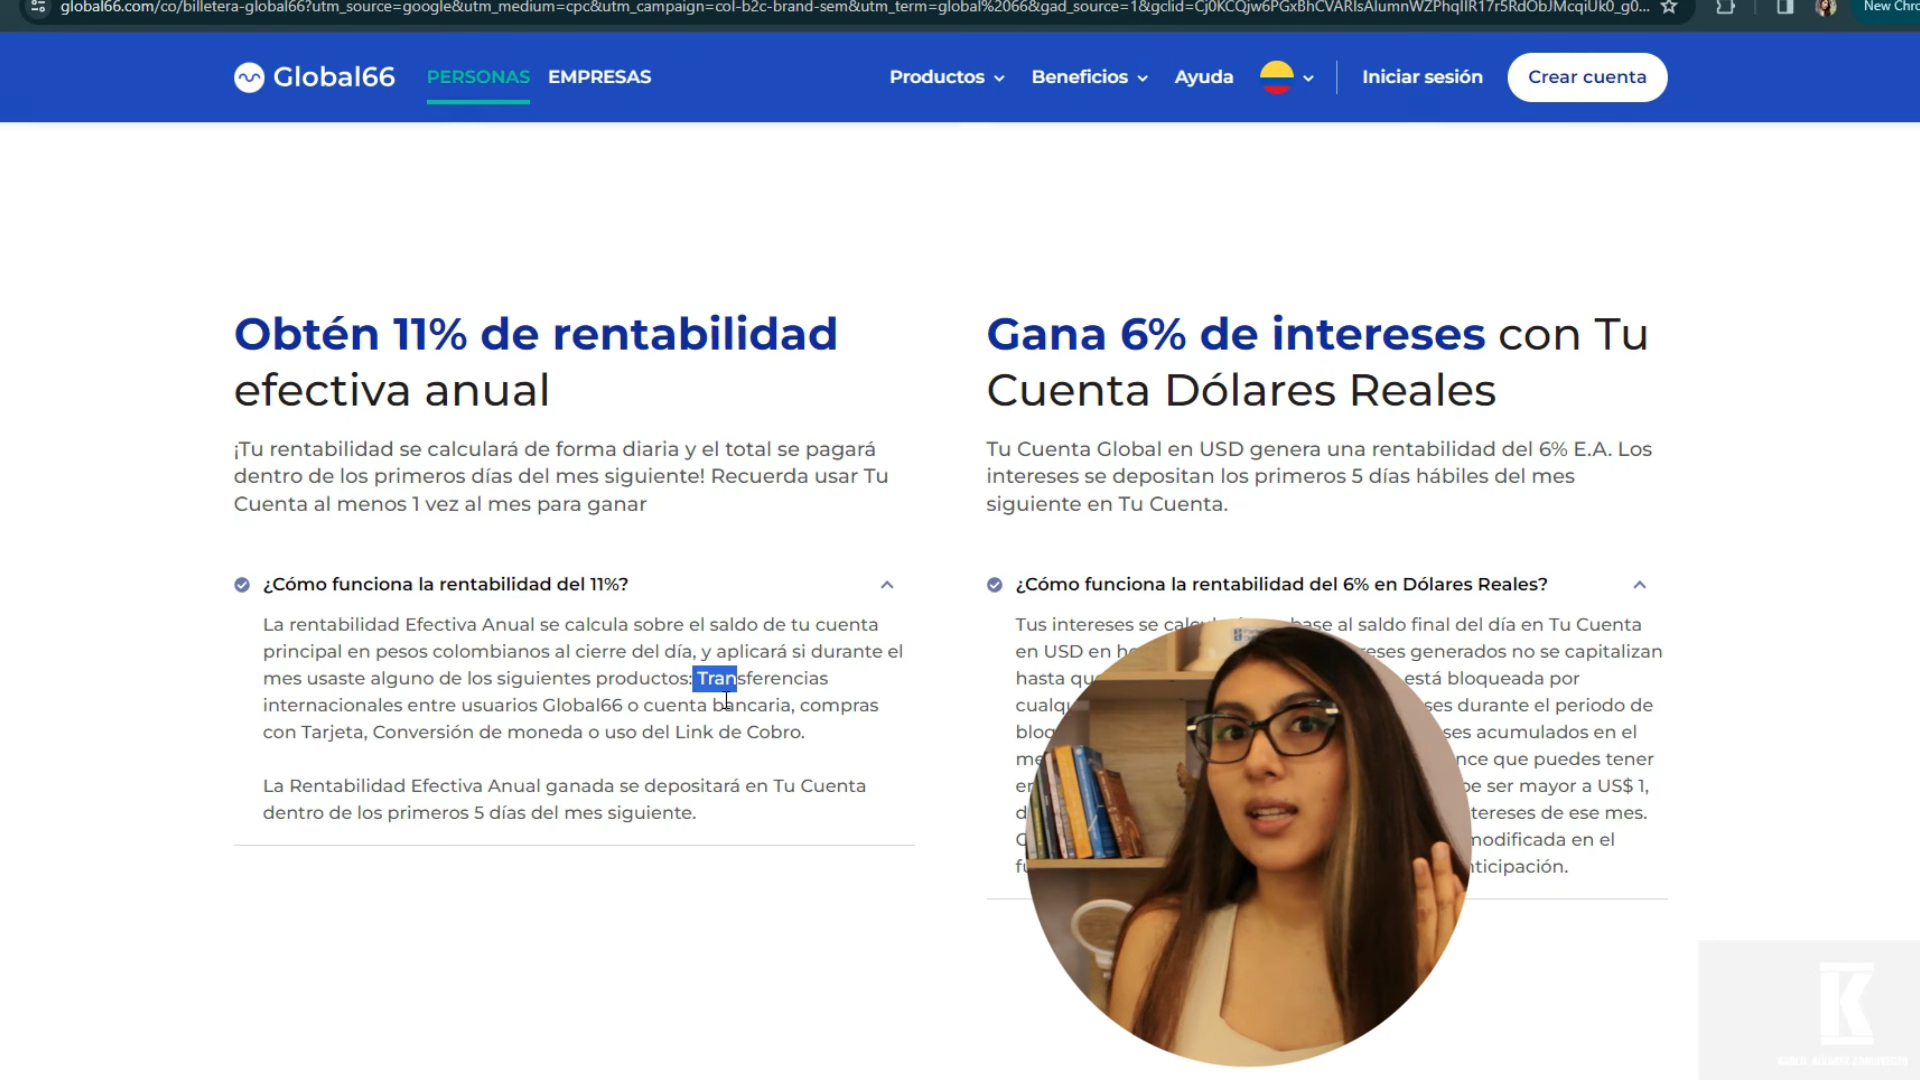 global66.com/co/billetera-global66?utm_source=google&utm_medium=cpc&utm_campaign=col-b2c-brand-sem&utm_term=global%2066&gad_source=1&gclid=
New Chro
Global66 PERSONAS EMPRESAS Productos Beneficios Ayuda Iniciar sesión Crear cuenta
Obtén 11% de rentabilidad
efectiva anual
¡Tu rentabilidad se calculará de forma diaria y el total se pagará
dentro de los primeros días del mes siguiente! Recuerda usar Tu
Cuenta al menos 1 vez al mes para ganar
¿Cómo funciona la rentabilidad del 11%?
La rentabilidad Efectiva Anual se calcula sobre el saldo de tu cuenta
principal en pesos colombianos al cierre del día, y aplicará si durante el
mes usaste alguno de los siguientes productos: Transferencias
internacionales entre usuarios Global66 o cuenta bancaria, compras
con Tarjeta, Conversión de moneda o uso del Link de Cobro.
La Rentabilidad Efectiva Anual ganada se depositará en Tu Cuenta
dentro de los primeros 5 días del mes siguiente.
Gana 6% de intereses con Tu
Cuenta Dólares Reales
Tu Cuenta Global en USD genera una rentabilidad del 6% E.A. Los
intereses se depositan los primeros 5 días hábiles del mes
siguiente en Tu Cuenta.
¿Cómo funciona la rentabilidad del 6% en Dólares Reales?
Tus intereses se base al saldo final del día en Tu Cuenta
en USD en generados no se capitalizan
hasta está bloqueada por
durante el periodo de
acumulados en el
que puedes tener
ser mayor a US$ 1,
de ese mes.
modificada en el
K